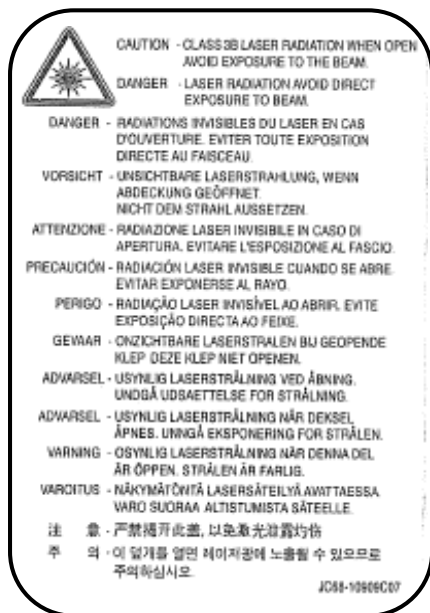 CAUTION - CLASS 3B LASER RADIATION WHEN OPEN
AVOID EXPOSURE TO THE BEAM.
DANGER - LASER RADIATION AVOID DIRECT
EXPOSURE TO BEAM.
DANGER - RADIATIONS INVISIBLES DU LASER EN CAS
D'OUVERTURE. EVITER TOUTE EXPOSITION
DIRECTE AU FAISCEAU.
VORSICHT - UNSICHTBARE LASERSTRAHLUNG, WENN
ABDECKUNG GEÖFFNET.
NICHT DEM STRAHL AUSSETZEN.
ATTENZIONE - RADIAZIONE LASER INVISIBILE IN CASO DI
APERTURA. EVITARE L'ESPOSIZIONE AL FASCIO.
PRECAUCIÓN - RADIACIÓN LASER INVISIBLE CUANDO SE ABRE.
EVITAR EXPONERSE AL RAYO.
PERIGO - RADIAÇÃO LASER INVISÍVEL AO ABRIR. EVITE
EXPOSIÇÃO DIRECTA AO FEIXE.
GEVAAR - ONZICHTBARE LASERSTRALEN BIJ GEOPENDE
KLEP DEZE KLEP NIET OPENEN.
ADVARSEL - USYNLIG LASERSTRÅLNING VED ÅBNING.
UNDGÅ UDSAETTELSE FOR STRÅLNING.
ADVARSEL - USYNLIG LASERSTRÅLNING NÅR DEKSEL
ÅPNES. UNNGÅ EKSPONERING FOR STRÅLEN.
VARNING - OSYNLIG LASERSTRÅLNING NÄR DENNA DEL
ÄR ÖPPEN. STRÅLEN ÄR FARLIG.
VAROITUS - NÄKYMÄTÖNTÄ LASERSÄTEILYÄ AVATTAESSA.
VARO SUORAA ALTISTUMISTA SÄTEELLE.
注 意 - 严禁揭开此盖, 以免激光泄露灼伤
주 의 - 이 덮개를 열면 레이저광에 노출될 수 있으므로
주의하십시오.
JC68-10909C07